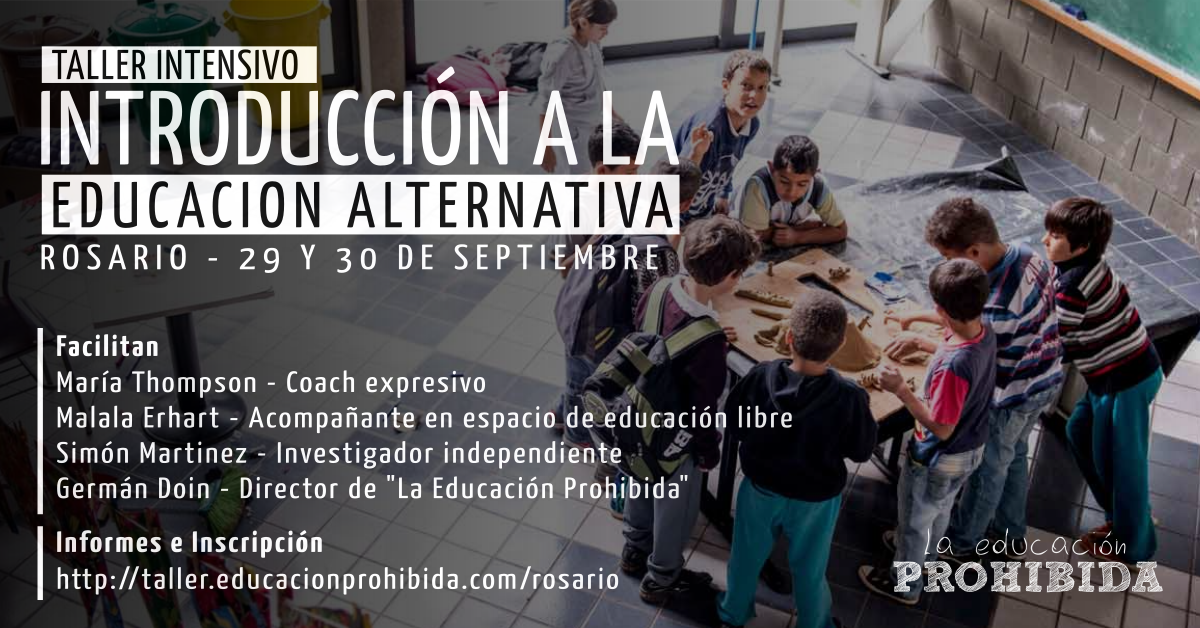 TALLER INTENSIVO
INTRODUCCIÓN A LA
EDUCACION ALTERNATIVA
ROSARIO - 29 Y 30 DE SEPTIEMBRE
Facilitan
María Thompson - Coach expresivo
Malala Erhart - Acompañante en espacio de educación libre
Simón Martinez - Investigador independiente
Germán Doin - Director de "La Educación Prohibida"
Informes e Inscripción
http://taller.educacionprohibida.com/rosario
la educación
PROHIBIDA